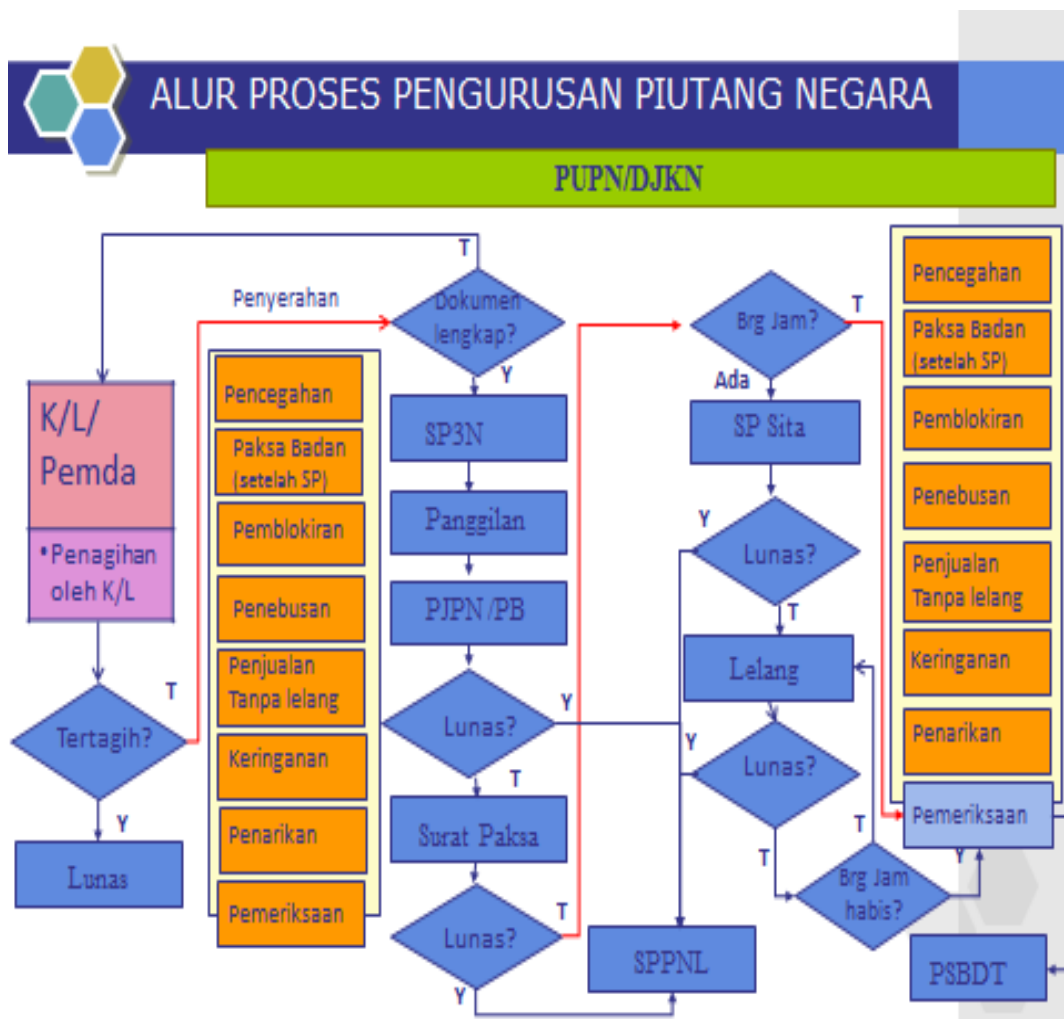 ALUR PROSES PENGURUSAN PIUTANG NEGARA
PUPN/DJKN
K/L/
Pemda
•Penagihan
oleh K/L
Tertagih?
T
Y
Lunas
Penyerahan
T
Dokumen
lengkap?
Y
Pencegahan
Paksa Badan
(setelah SP)
Pemblokiran
Penebusan
Penjualan
Tanpa lelang
Keringanan
Penarikan
Pemeriksaan
SP3N
Panggilan
PJPN /PB
Lunas?
Y
T
Surat Paksa
Lunas?
T
Y
SPPNL
Brg Jam?
T
Ada
SP Sita
Y
Lunas?
T
Lelang
Y
Lunas?
T
Brg Jam
habis?
T
Y
Pencegahan
Paksa Badan
(setelah SP)
Pemblokiran
Penebusan
Penjualan
Tanpa lelang
Keringanan
Penarikan
Pemeriksaan
PSBDT